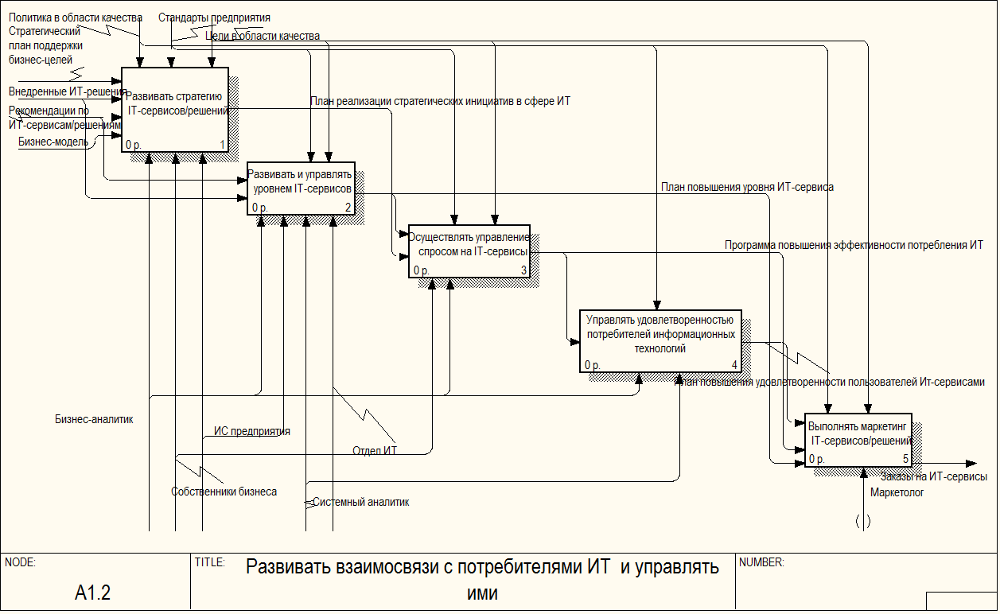 Политика в области качества
Стандарты предприятия
Стратегический
план поддержки
бизнес-целей
Цели в области качества
Внедренные ИТ-решения
Рекомендации по
ИТ-сервисам/решениям
Бизнес-модель
Развивать стратегию
IT-сервисов/решений
0 р.
1
План реализации стратегических инициатив в сфере ИТ
Развивать и управлять
уровнем IT-сервисов
0 р.
2
План повышения уровня ИТ-сервиса
Осуществлять управление
спросом на IT-сервисы
0 р.
3
Программа повышения эффективности потребления ИТ
Управлять удовлетворенностью
потребителей информационных
технологий
0 р.
4
План повышения удовлетворенности пользователей Ит-сервисами
Бизнес-аналитик
ИС предприятия
Отдел ИТ
Выполнять маркетинг
IT-сервисов/решений
0 р.
5
Заказы на ИТ-сервисы
Собственники бизнеса
Системный аналитик
Маркетолог
( )
NODE:
A1.2
TITLE:
Развивать взаимосвязи с потребителями ИТ и управлять
ими
NUMBER: